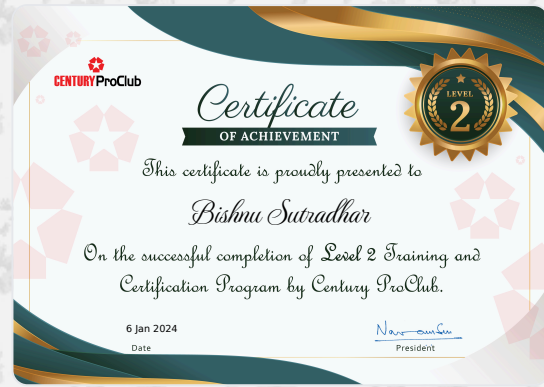 CENTURY ProClub
LEVEL
2
Certificate
OF ACHIEVEMENT
This certificate is proudly presented to
Bishnu Sutradhar
On the successful completion of Level 2 Training and
Certification Program by Century ProClub.
6 Jan 2024
Date
President